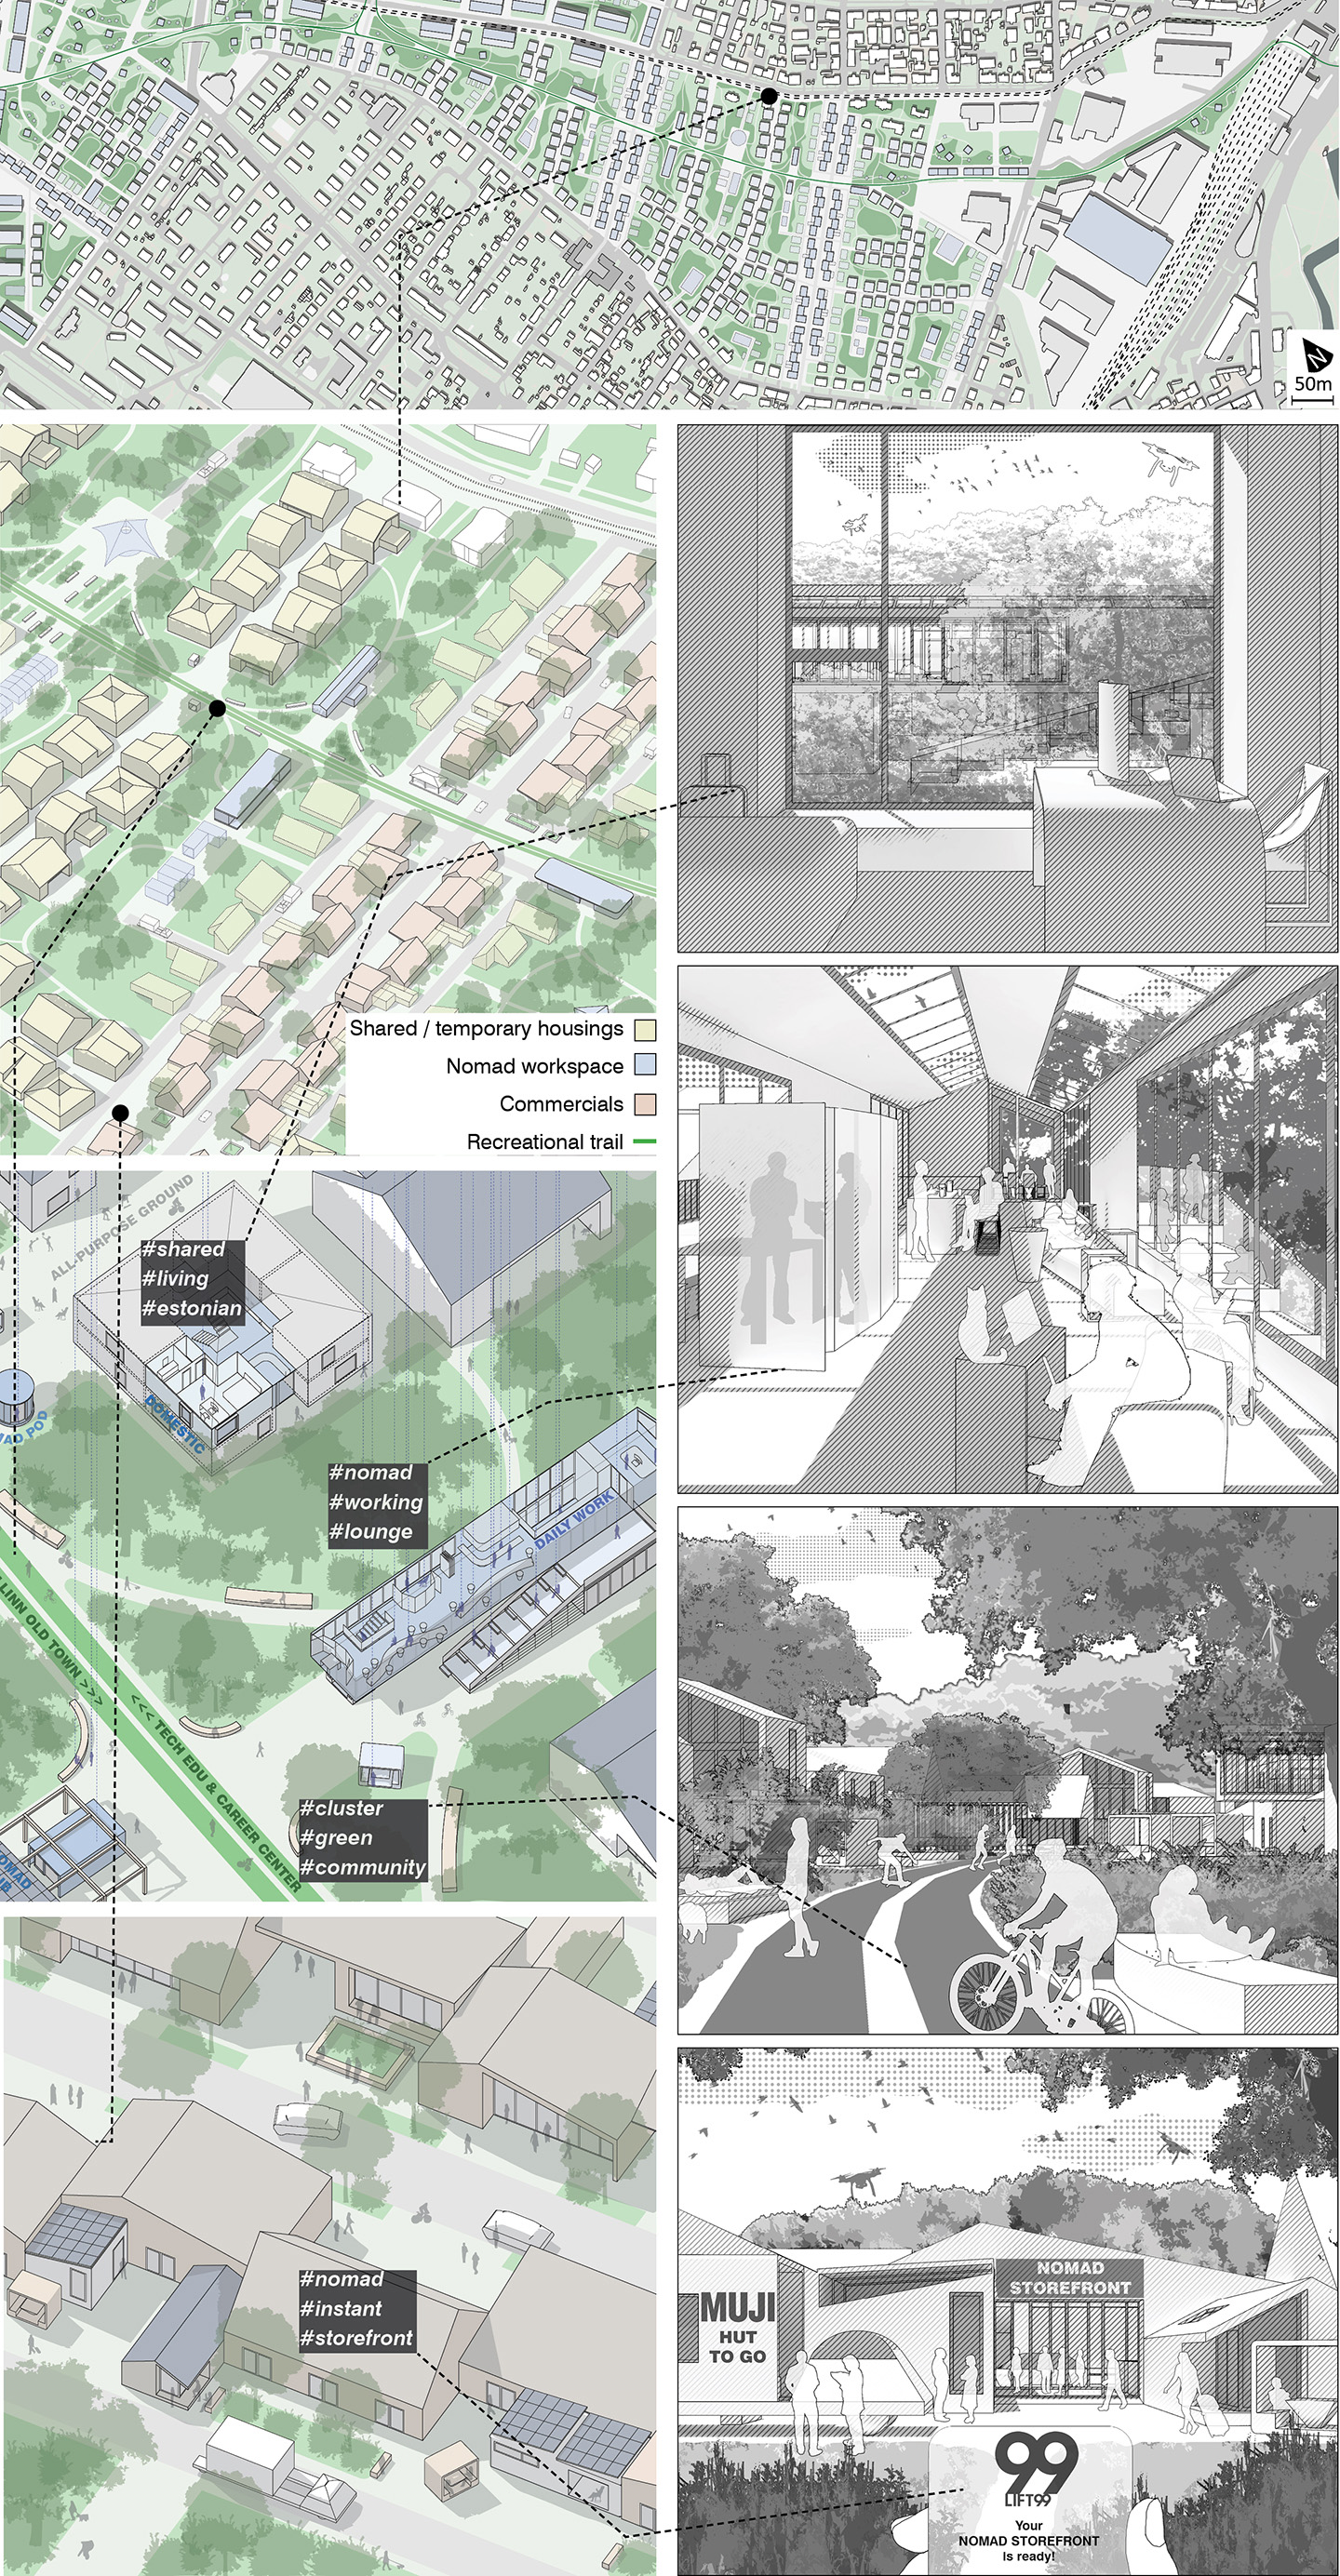 N
50m
Shared / temporary housings
Nomad workspace
Commercials
Recreational trail
ALL-PURPOSE GROUND
#shared
#living
#estonian
DOMESTIC
POD
#nomad
#working
#lounge
DAILY WORK
OLD TOWN >>>
<<< TECH EDU & CAREER CENTER
#cluster
#green
#community
#nomad
#instant
#storefront
MUJI
HUT
TO GO
NOMAD
STOREFRONT
99
LIFT99
Your
NOMAD STOREFRONT
is ready!